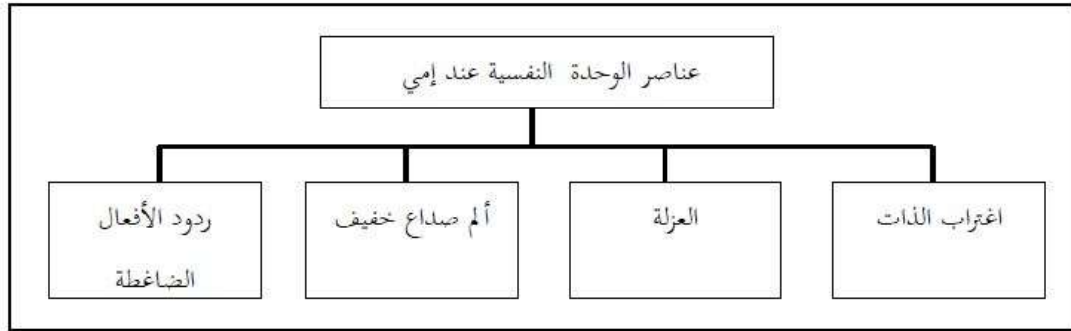 عناصر الوحدة النفسية عند إمي
اغتراب الذات
العزلة
ألم صداع خفيف
ردود الأفعال
الضاغطة